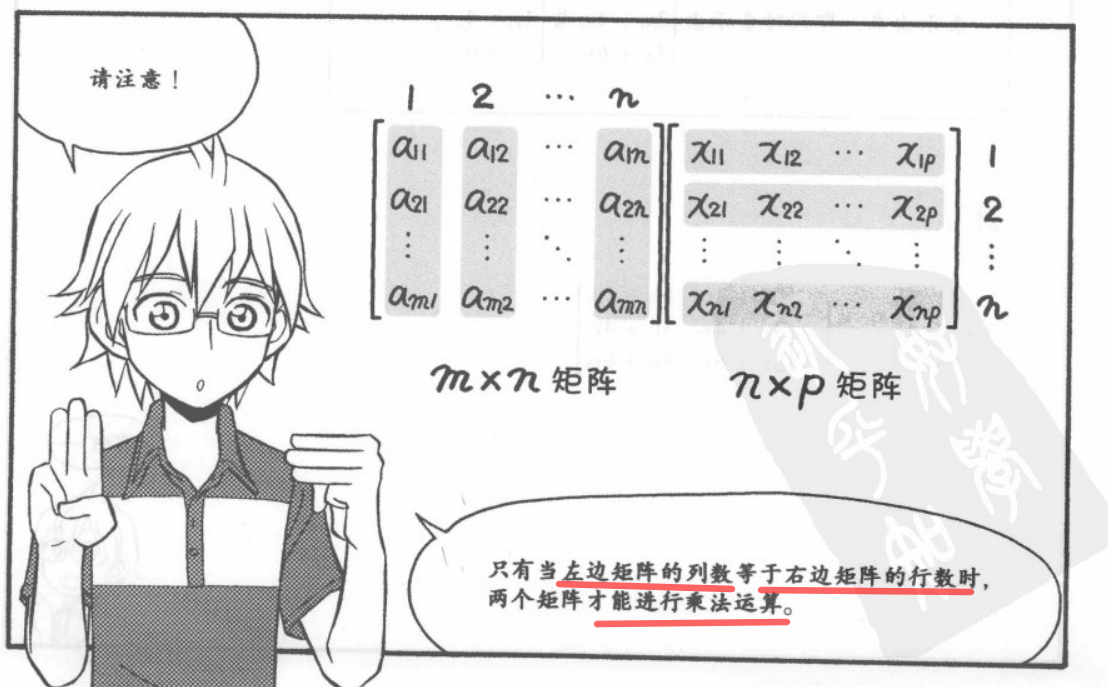 请注意！
1 2 ⋯ n
a11 a12 ⋯ a1n x11 x12 ⋯ x1p 1
a21 a22 ⋯ a2n x21 x22 ⋯ x2p 2
⋮ ⋮ ⋱ ⋮ ⋮ ⋮ ⋱ ⋮ ⋮
am1 am2 ⋯ amn xn1 xn2 ⋯ xnp n
m×n 矩阵 n×p 矩阵
只有当左边矩阵的列数等于右边矩阵的行数时，
两个矩阵才能进行乘法运算。